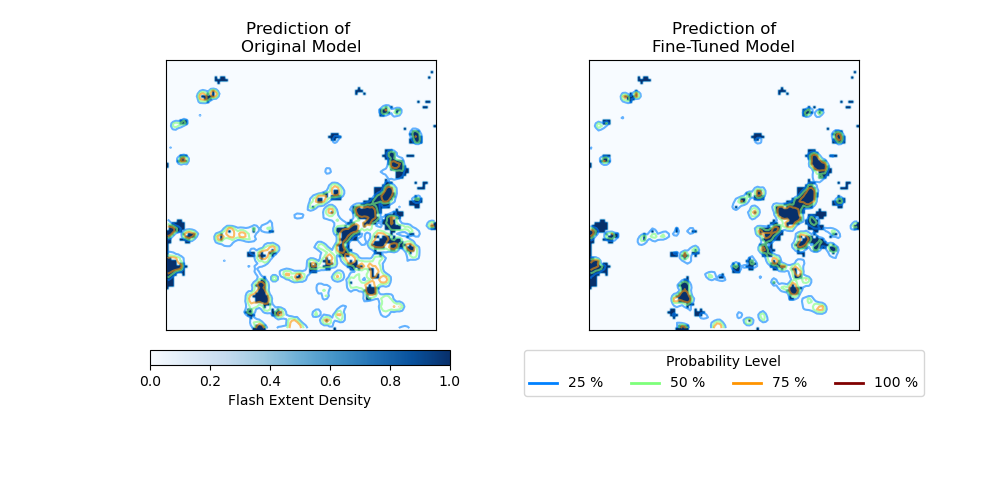 Prediction of
Original Model
Prediction of
Fine-Tuned Model
0.0 0.2 0.4 0.6 0.8 1.0
Flash Extent Density
Probability Level
25 % 50 % 75 % 100 %